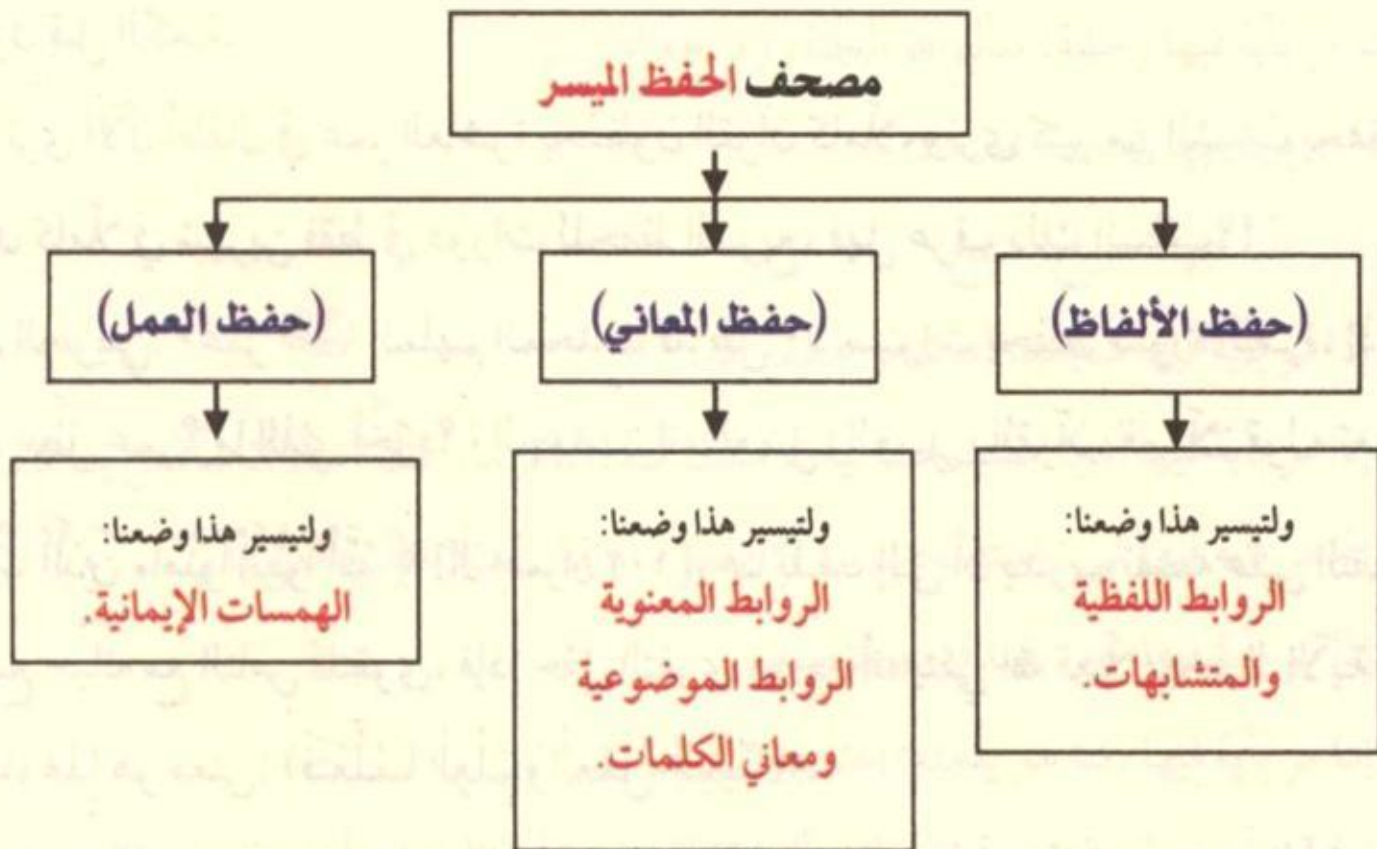 مصحف الحفظ الميسر
(حفظ الألفاظ)
(حفظ المعاني)
(حفظ العمل)
ولتيسير هذا وضعنا:
الروابط اللفظية
والمتشابهات.
ولتيسير هذا وضعنا:
الروابط المعنوية
الروابط الموضوعية
ومعاني الكلمات.
ولتيسير هذا وضعنا:
الهمسات الإيمانية.